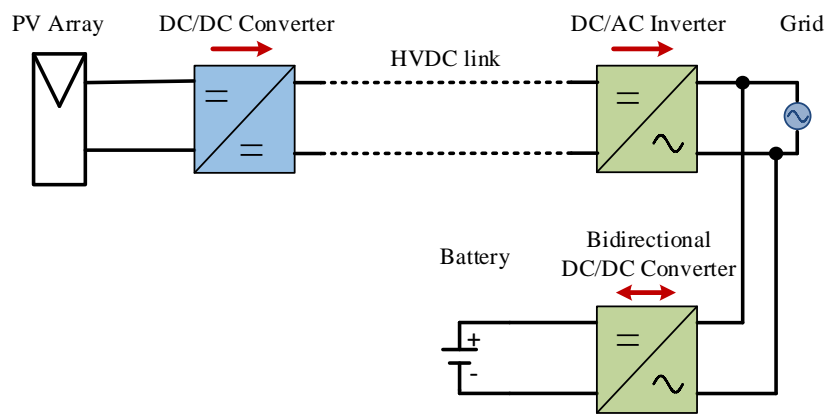 PV Array
DC/DC Converter
DC/AC Inverter
Grid
HVDC link
Battery
Bidirectional
DC/DC Converter
+
-